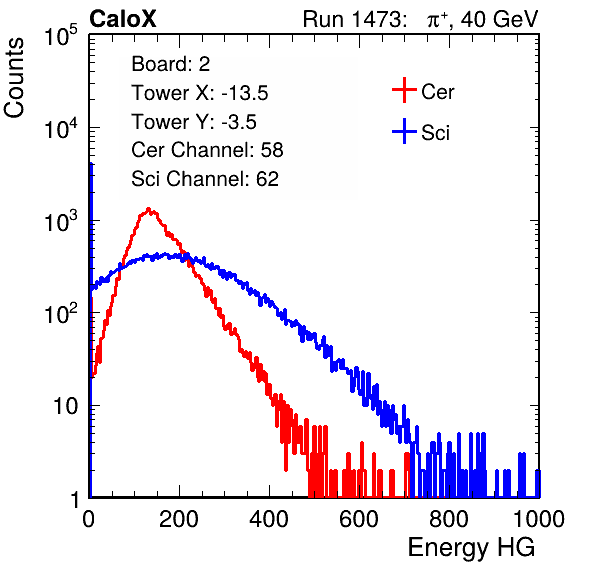 CaloX Run 1473: π⁺, 40 GeV
Counts
Board: 2
Tower X: -13.5
Tower Y: -3.5
Cer Channel: 58
Sci Channel: 62
Cer
Sci
10⁵
10⁴
10³
10²
10
1
0 200 400 600 800 1000
Energy HG